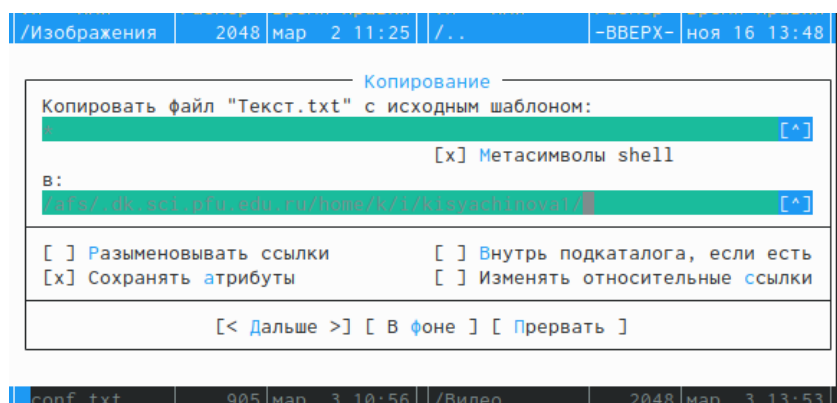 /Изображения 2048 мар 2 11:25 /.. -ВВЕРХ- ноя 16 13:48
Копирование
Копировать файл "Текст.txt" с исходным шаблоном:
* [^]
[x] Метасимволы shell
в:
/afs/.dk.sci.pfu.edu.ru/home/k/i/kisyachinova1/ [^]
[ ] Разыменовывать ссылки [ ] Внутрь подкаталога, если есть
[x] Сохранять атрибуты [ ] Изменять относительные ссылки
[< Дальше >] [ В фоне ] [ Прервать ]
conf.txt 905 мар 3 10:56 /Видео 2048 мар 3 13:53